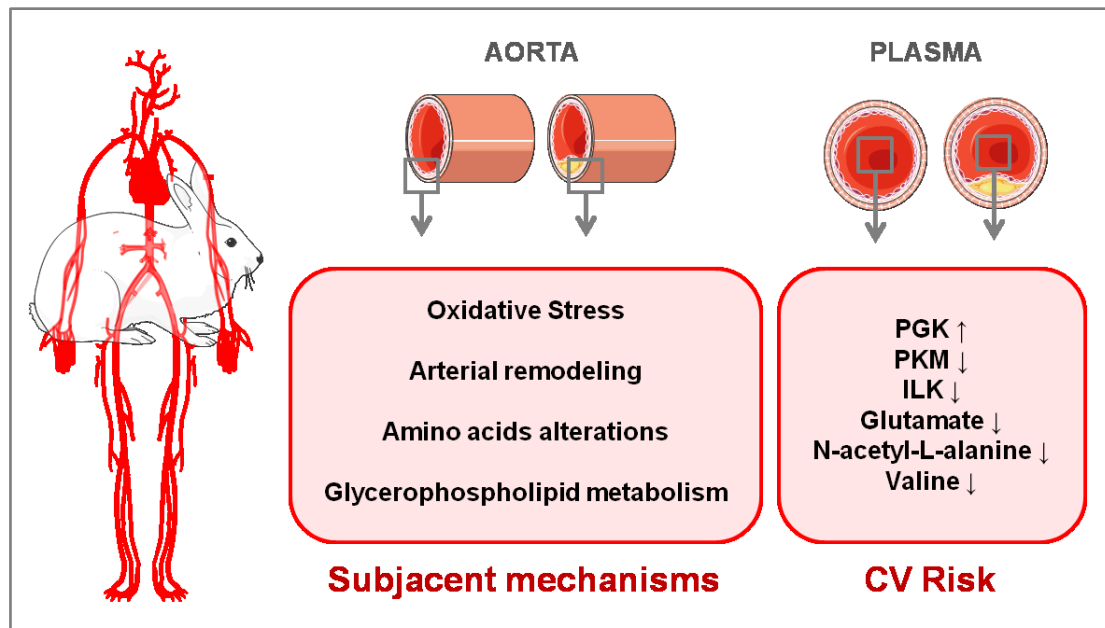 AORTA
PLASMA
Oxidative Stress
Arterial remodeling
Amino acids alterations
Glycerophospholipid metabolism
PGK ↑
PKM ↓
ILK ↓
Glutamate ↓
N-acetyl-L-alanine ↓
Valine ↓
Subjacent mechanisms
CV Risk